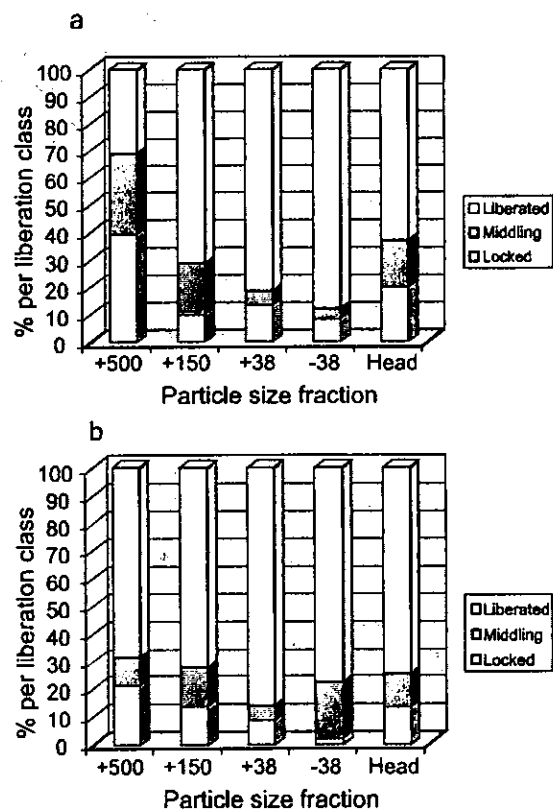 a
% per liberation class
100
90
80
70
60
50
40
30
20
10
0
+500 +150 +38 -38 Head
Particle size fraction
Liberated
Middling
Locked
b
% per liberation class
100
90
80
70
60
50
40
30
20
10
0
+500 +150 +38 -38 Head
Particle size fraction
Liberated
Middling
Locked